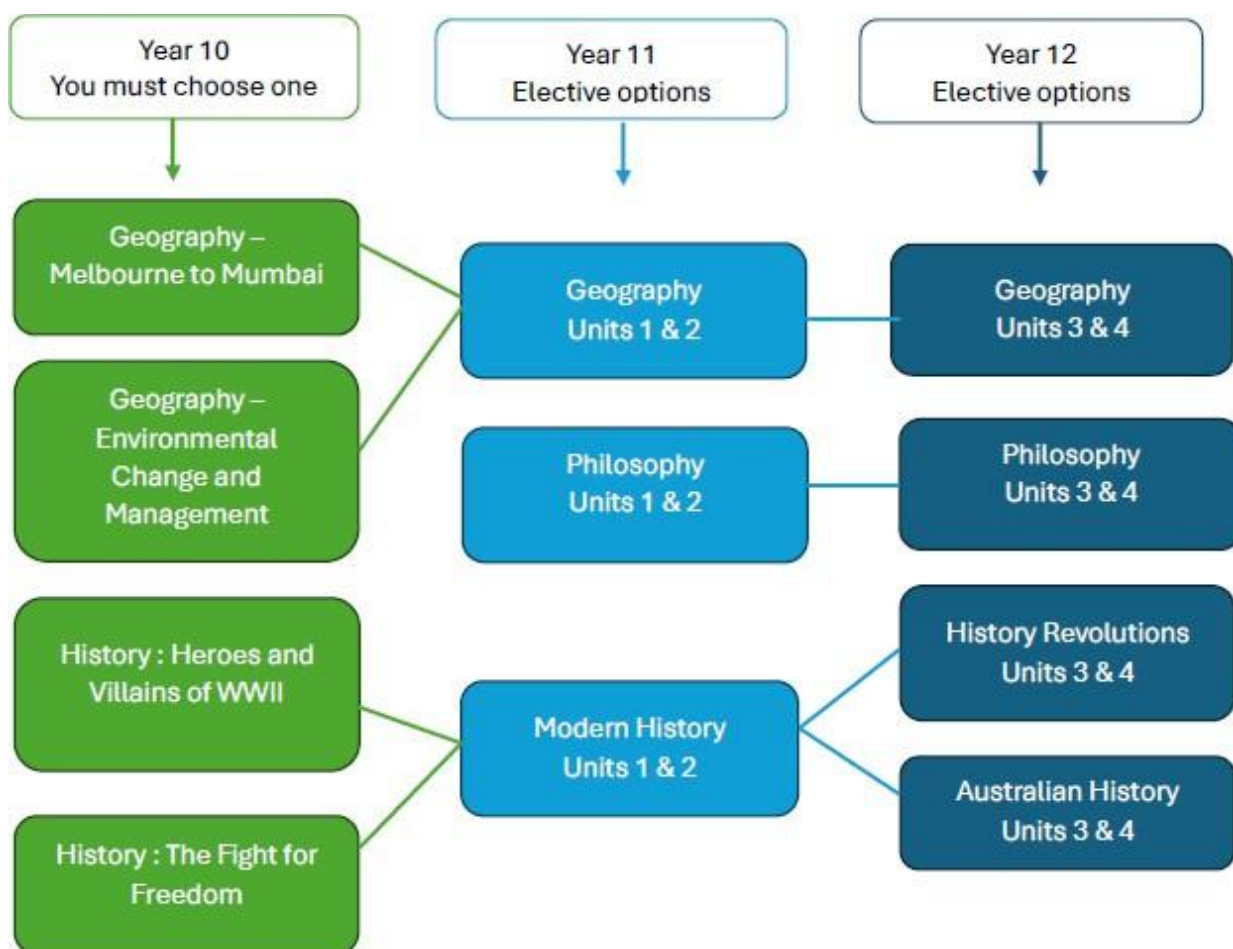 Year 10
You must choose one
Year 11
Elective options
Year 12
Elective options
Geography –
Melbourne to Mumbai
Geography –
Environmental
Change and
Management
History : Heroes and
Villains of WWII
History : The Fight for
Freedom
Geography
Units 1 & 2
Philosophy
Units 1 & 2
Modern History
Units 1 & 2
Geography
Units 3 & 4
Philosophy
Units 3 & 4
History Revolutions
Units 3 & 4
Australian History
Units 3 & 4